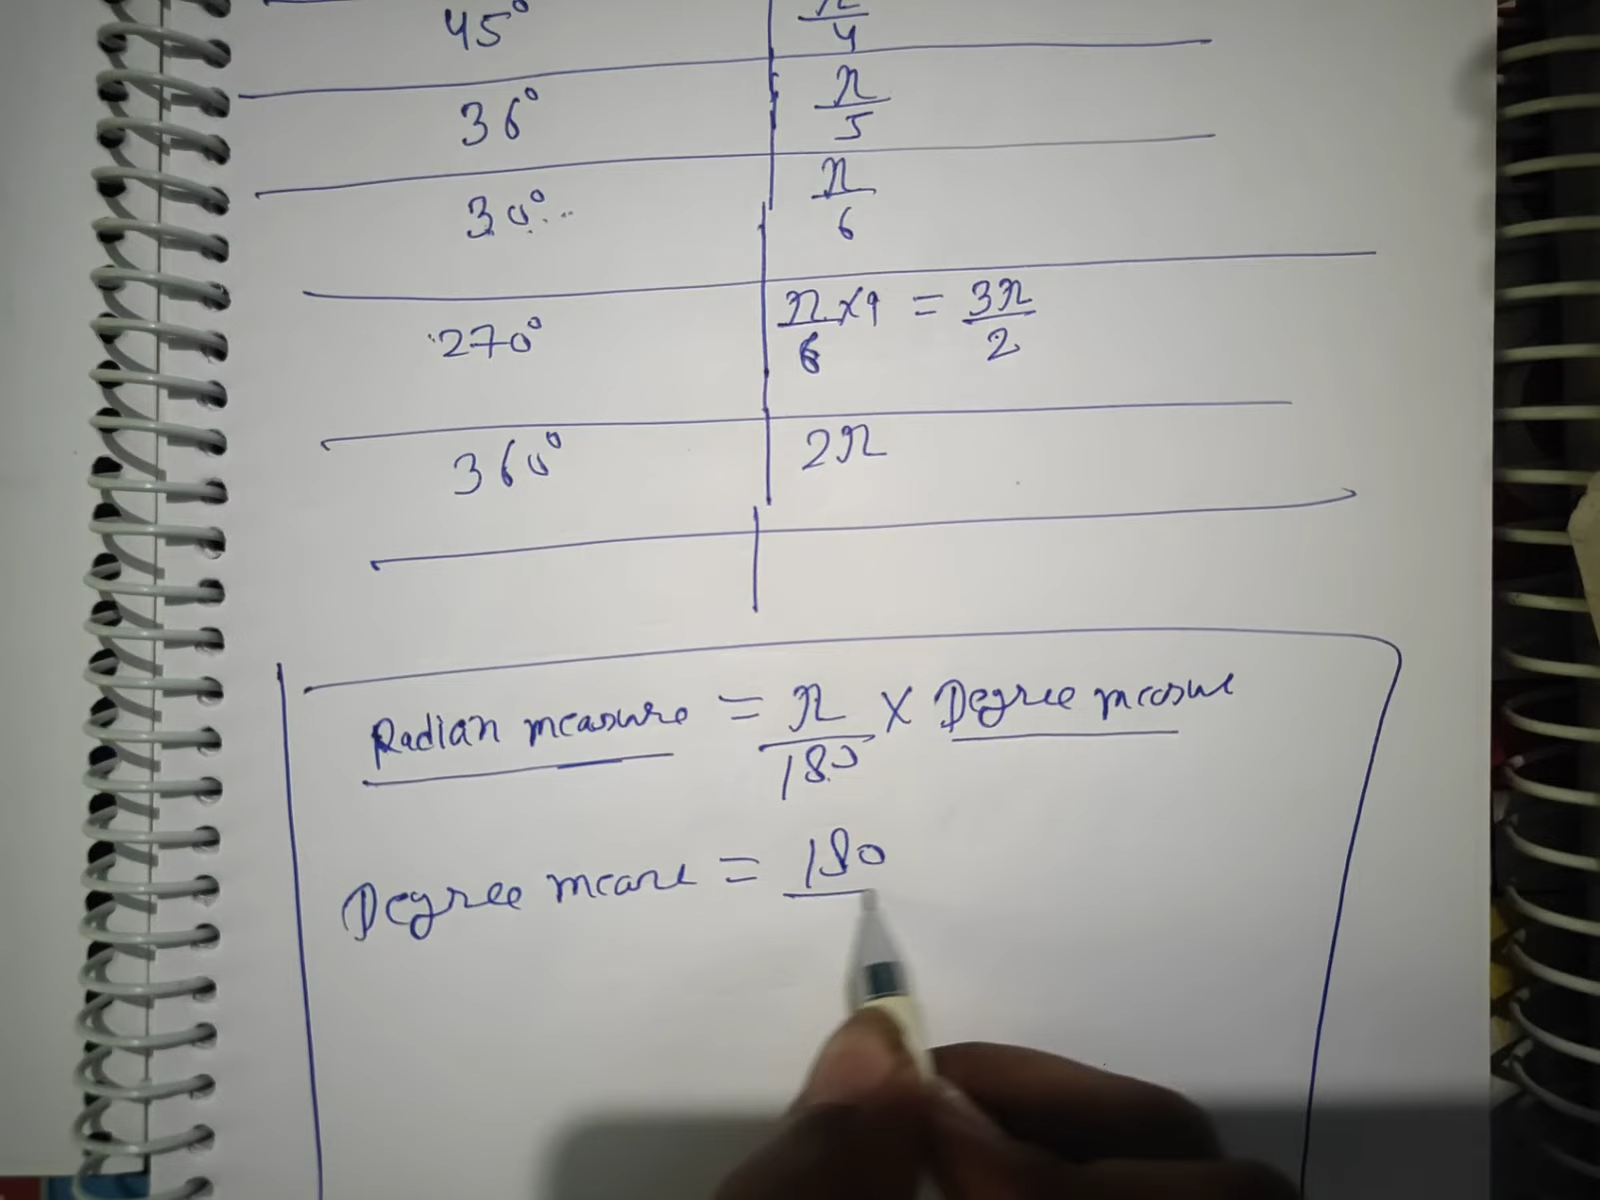 45° π/4
36° π/5
30° π/6
270° π/6 × 9 = 3π/2
360° 2π
Radian measure = π/180 × Degree measure
Degree meare = 180